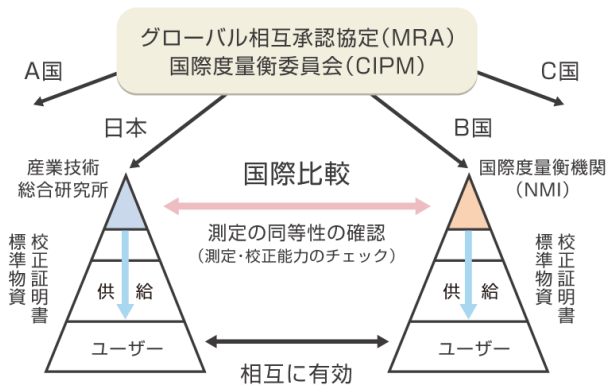 グローバル相互承認協定(MRA)
国際度量衡委員会(CIPM)
A国
C国
日本
B国
産業技術
総合研究所
国際比較
国際度量衡機関
(NMI)
測定の同等性の確認
(測定・校正能力のチェック)
校正証明書
標準物資
供給
校正証明書
標準物資
供給
ユーザー
ユーザー
相互に有効